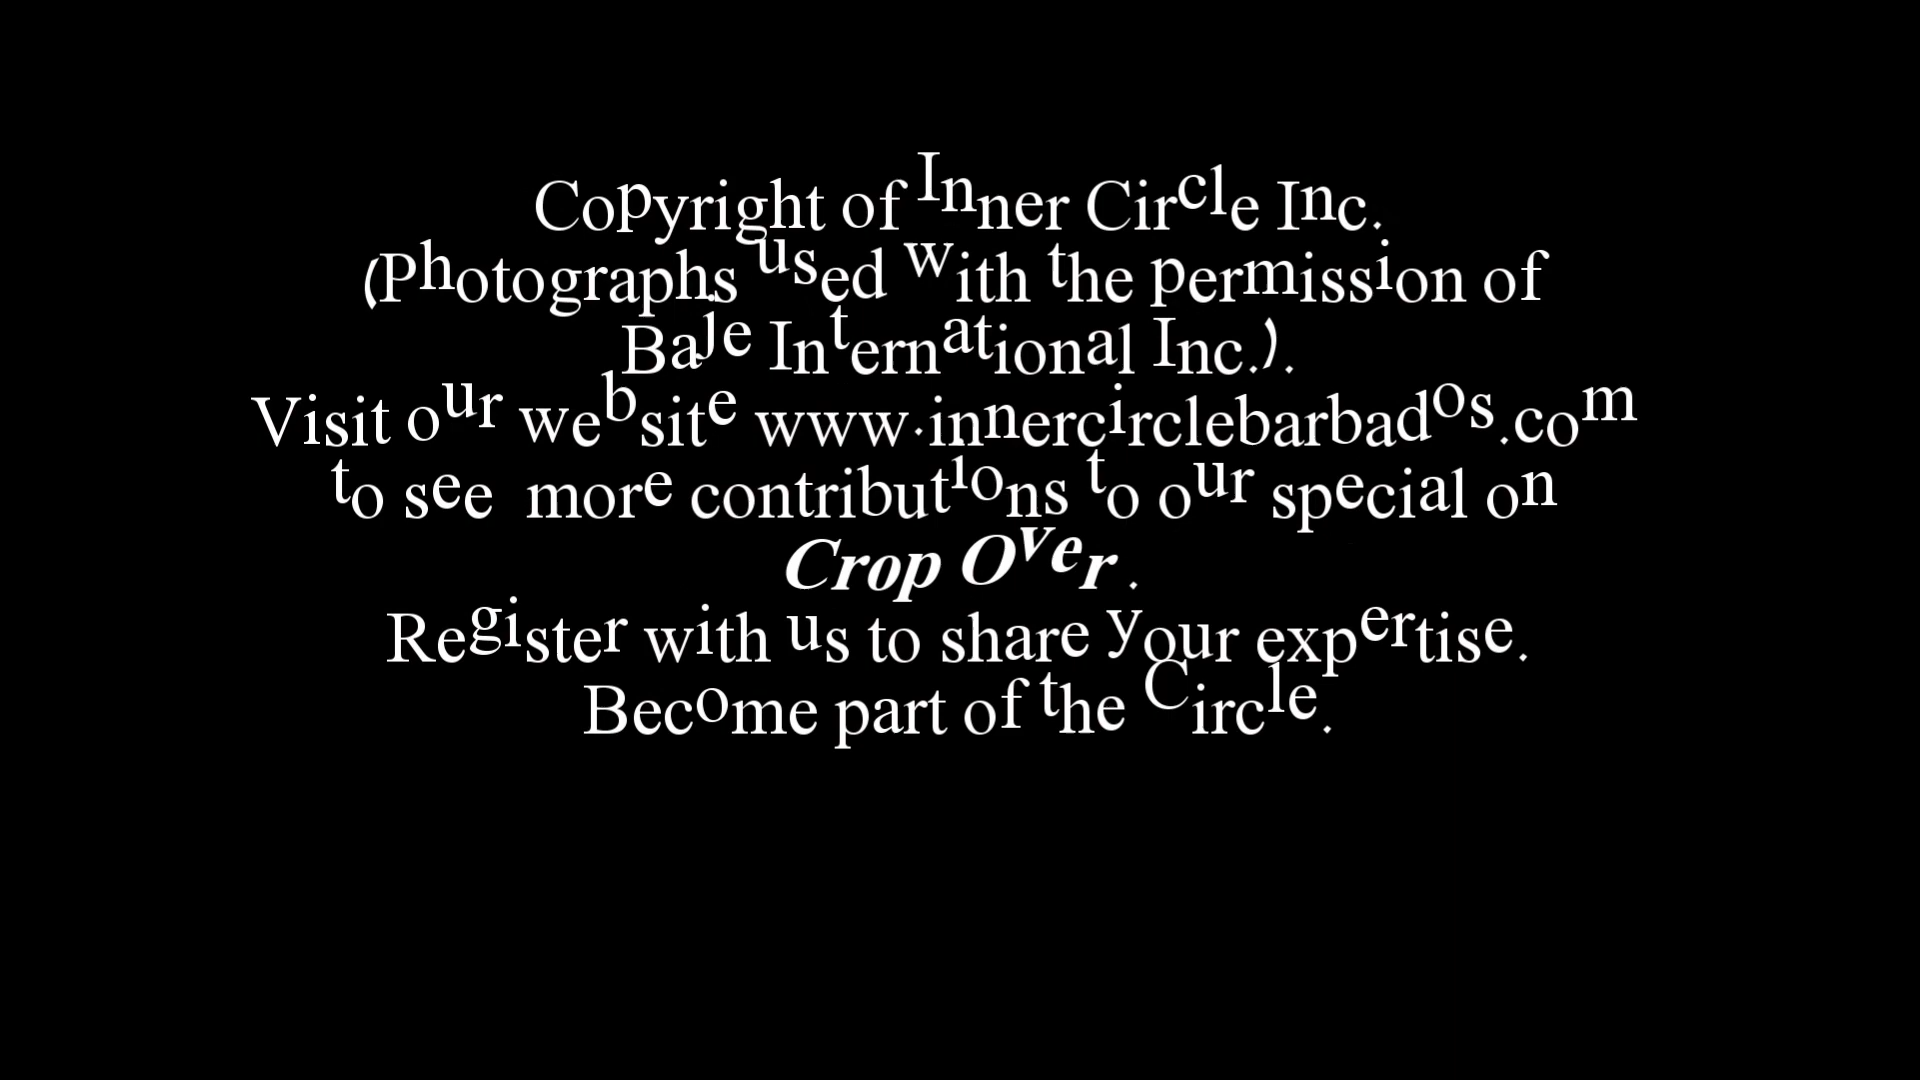 Copyright of Inner Circle Inc.
(Photographs used with the permission of
Baje International Inc.).
Visit our website www.innercirclebarbados.com
to see more contributions to our special on
Crop Over.
Register with us to share your expertise.
Become part of the Circle.